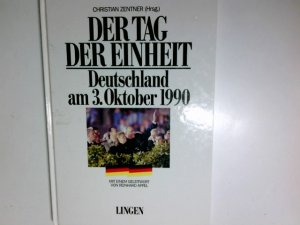 CHRISTIAN ZENTNER (Hrsg.)
DER TAG
DER EINHEIT
Deutschland
am 3. Oktober 1990
MIT EINEM GELEITWORT
VON REINHARD APPEL
LINGEN